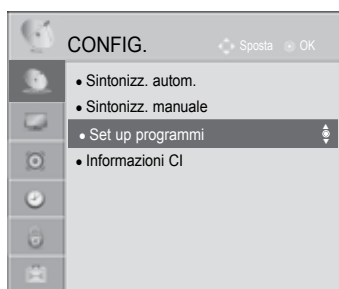 CONFIG.
Sposta OK
• Sintonizz. autom.
• Sintonizz. manuale
• Set up programmi
• Informazioni CI